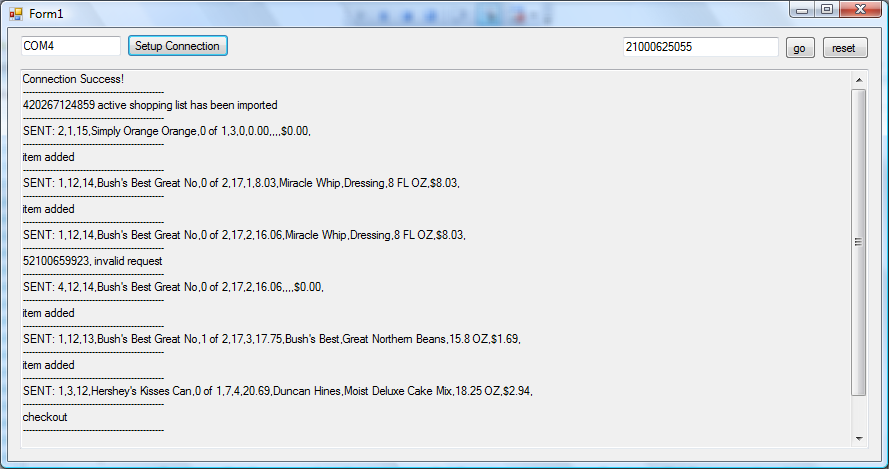 Form1
COM4
Setup Connection
21000625055
go
reset
Connection Success!
------------------------------------------------
420267124859 active shopping list has been imported
------------------------------------------------
SENT: 2,1,15,Simply Orange Orange,0 of 1,3,0,0.00,,,,$0.00,
------------------------------------------------
item added
------------------------------------------------
SENT: 1,12,14,Bush's Best Great No,0 of 2,17,1,8.03,Miracle Whip,Dressing,8 FL OZ,$8.03,
------------------------------------------------
item added
------------------------------------------------
SENT: 1,12,14,Bush's Best Great No,0 of 2,17,2,16.06,Miracle Whip,Dressing,8 FL OZ,$8.03,
------------------------------------------------
52100659923, invalid request
------------------------------------------------
SENT: 4,12,14,Bush's Best Great No,0 of 2,17,2,16.06,,,,$0.00,
------------------------------------------------
item added
------------------------------------------------
SENT: 1,12,13,Bush's Best Great No,1 of 2,17,3,17.75,Bush's Best,Great Northern Beans,15.8 OZ,$1.69,
------------------------------------------------
item added
------------------------------------------------
SENT: 1,3,12,Hershey's Kisses Can,0 of 1,7,4,20.69,Duncan Hines,Moist Deluxe Cake Mix,18.25 OZ,$2.94,
------------------------------------------------
checkout
------------------------------------------------